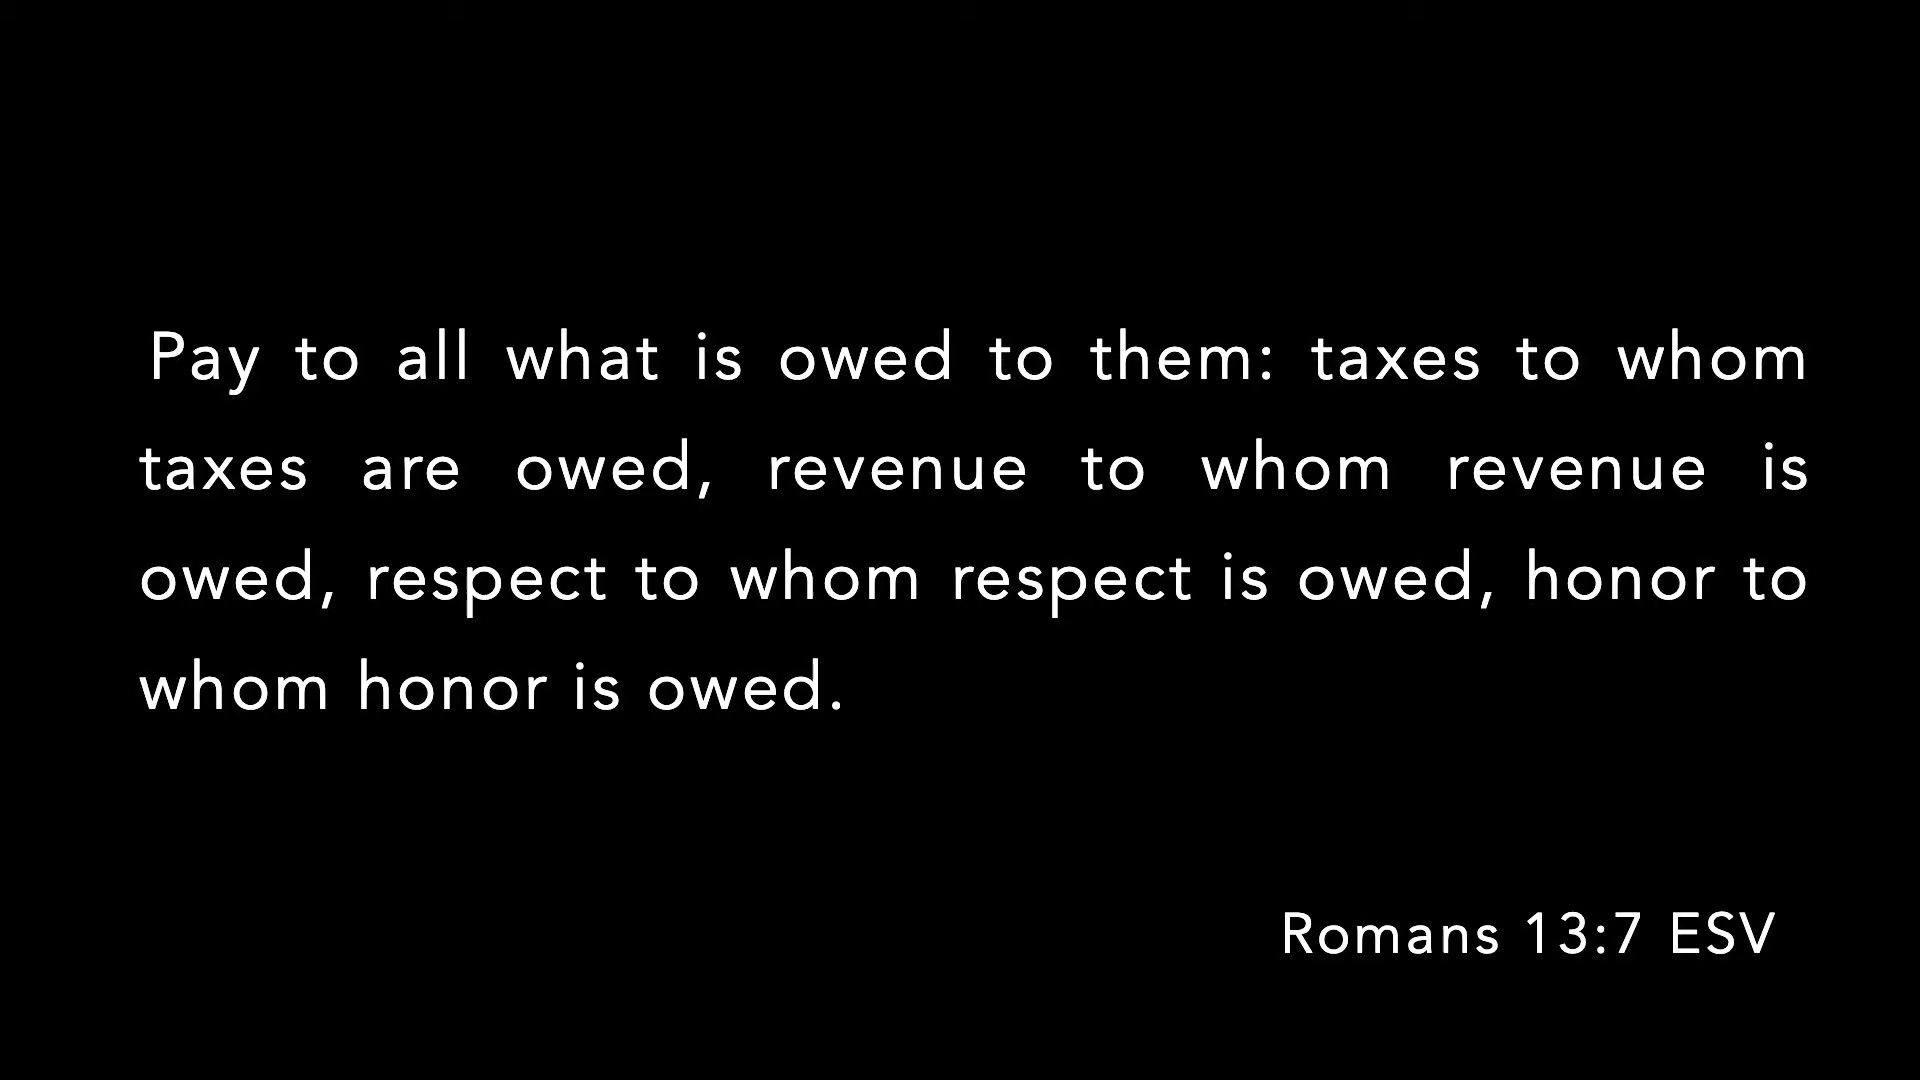 Pay to all what is owed to them: taxes to whom
taxes are owed, revenue to whom revenue is
owed, respect to whom respect is owed, honor to
whom honor is owed.
Romans 13:7 ESV